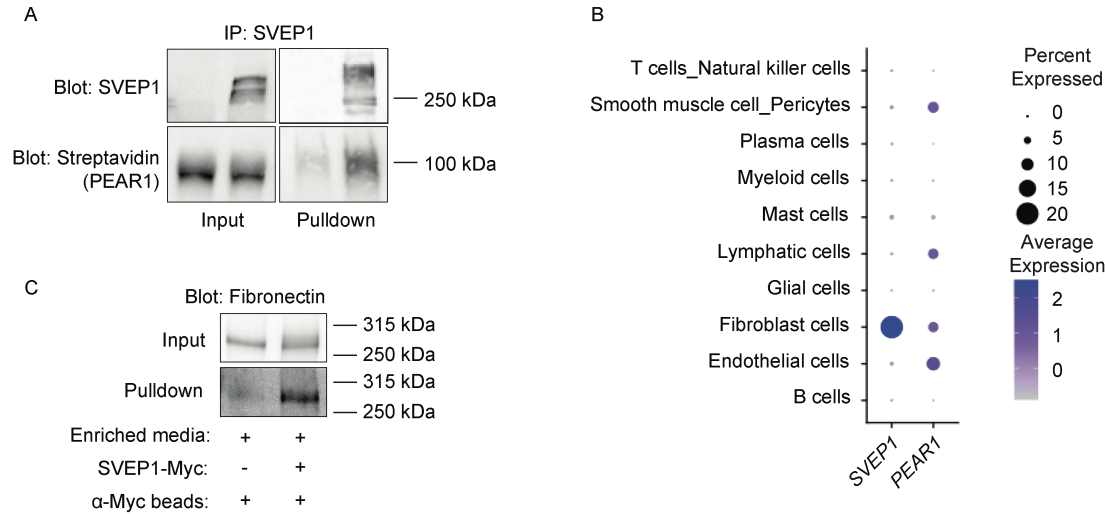 A
IP: SVEP1
Blot: SVEP1
250 kDa
Blot: Streptavidin
(PEAR1)
100 kDa
Input
Pulldown
B
T cells_Natural killer cells
Smooth muscle cell_Pericytes
Plasma cells
Myeloid cells
Mast cells
Lymphatic cells
Glial cells
Fibroblast cells
Endothelial cells
B cells
SVEP1
PEAR1
Percent
Expressed
0
5
10
15
20
Average
Expression
2
1
0
C
Blot: Fibronectin
Input
315 kDa
250 kDa
Pulldown
315 kDa
250 kDa
Enriched media: + +
SVEP1-Myc: - +
α-Myc beads: + +